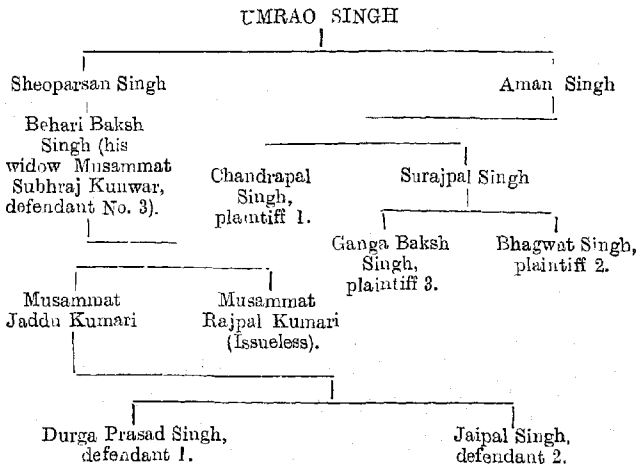 UMRAO SINGH
Sheoparsan Singh
Aman Singh
Behari Baksh
Singh (his
widow Musammat
Subhraj Kunwar,
defendant No. 3).
Chandrapal
Singh,
plaintiff 1.
Surajpal Singh
Ganga Baksh
Singh,
plaintiff 3.
Bhagwat Singh,
plaintiff 2.
Musammat
Jaddu Kumari
Musammat
Rajpal Kumari
(Issueless).
Durga Prasad Singh,
defendant 1.
Jaipal Singh,
defendant 2.